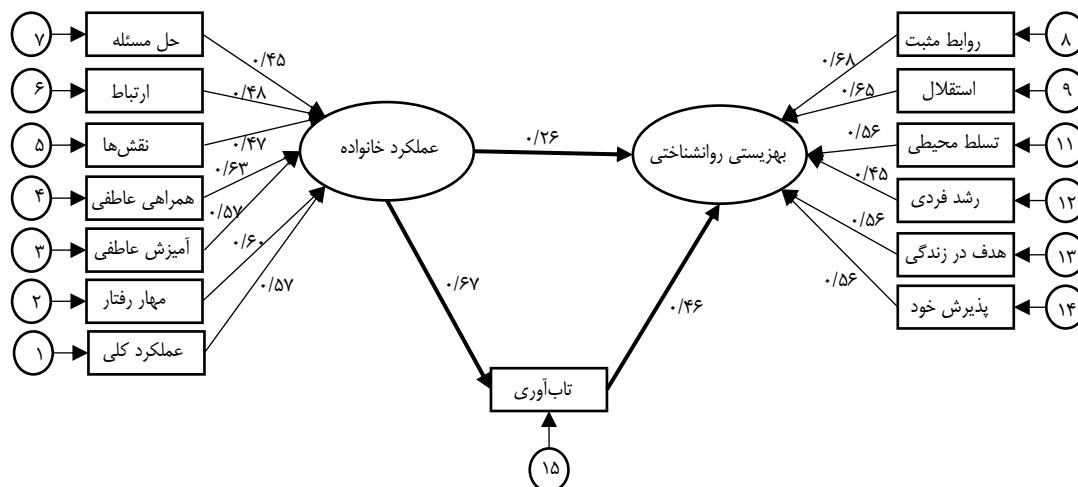 روابط مثبت
۸
۰/۶۸
استقلال
۹
۰/۶۵
تسلط محیطی
۱۱
۰/۵۶
رشد فردی
۱۲
۰/۴۵
هدف در زندگی
۱۳
۰/۵۶
پذیرش خود
۱۴
۰/۵۶
بهزیستی روانشناختی
۰/۲۶
عملکرد خانواده
حل مسئله
۷
۰/۴۵
ارتباط
۶
۰/۴۸
نقش‌ها
۵
۰/۴۷
همراهی عاطفی
۴
۰/۶۳
آمیزش عاطفی
۳
۰/۵۷
مهار رفتار
۲
۰/۶۰
عملکرد کلی
۱
۰/۵۷
۰/۶۷
۰/۴۶
تاب‌آوری
۱۵